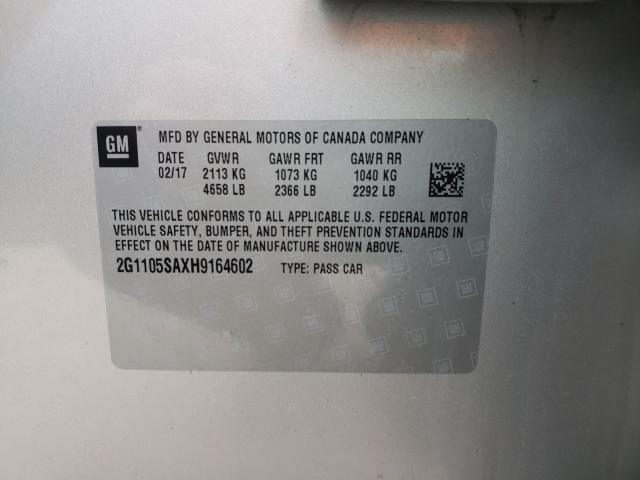 GM MFD BY GENERAL MOTORS OF CANADA COMPANY
DATE GVWR GAWR FRT GAWR RR
02/17 2113 KG 1073 KG 1040 KG
4658 LB 2366 LB 2292 LB
THIS VEHICLE CONFORMS TO ALL APPLICABLE U.S. FEDERAL MOTOR
VEHICLE SAFETY, BUMPER, AND THEFT PREVENTION STANDARDS IN
EFFECT ON THE DATE OF MANUFACTURE SHOWN ABOVE.
2G1105SAXH9164602 TYPE: PASS CAR